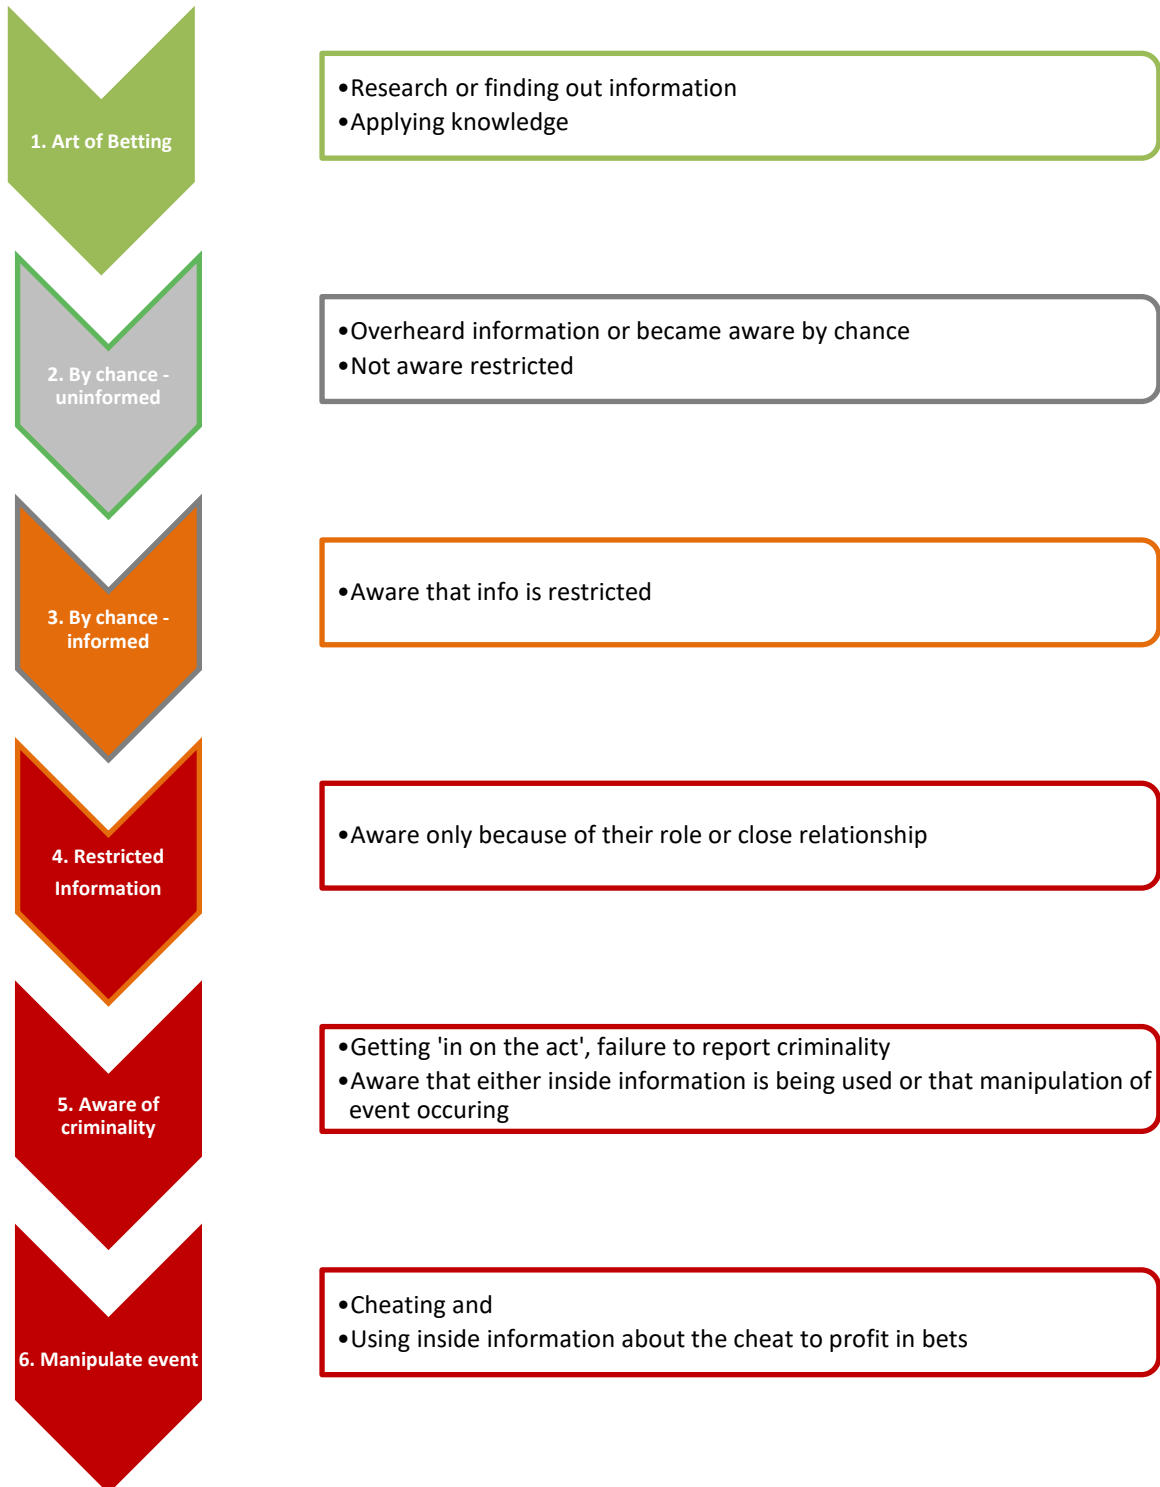 1. Art of Betting
•Research or finding out information
•Applying knowledge
2. By chance -
uninformed
•Overheard information or became aware by chance
•Not aware restricted
3. By chance -
informed
•Aware that info is restricted
4. Restricted
Information
•Aware only because of their role or close relationship
5. Aware of
criminality
•Getting 'in on the act', failure to report criminality
•Aware that either inside information is being used or that manipulation of
event occuring
6. Manipulate event
•Cheating and
•Using inside information about the cheat to profit in bets